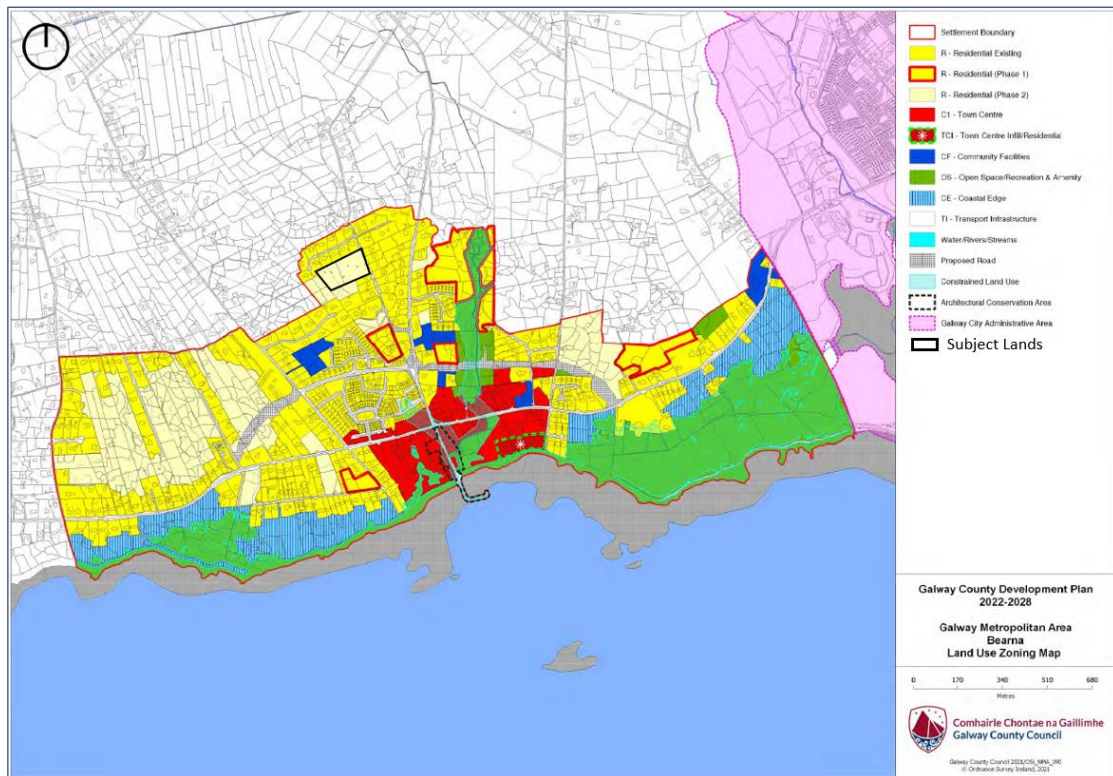 Settlement Boundary
R - Residential Existing
R - Residential (Phase 1)
R - Residential (Phase 2)
C1 - Town Centre
TCI - Town Centre Infill/Residential
CF - Community Facilities
OS - Open Space/Recreation & Amenity
CE - Coastal Edge
TI - Transport Infrastructure
Water/Rivers/Streams
Proposed Road
Constrained Land Use
Architectural Conservation Area
Galway City Administrative Area
Subject Lands
Galway County Development Plan
2022-2028
Galway Metropolitan Area
Bearna
Land Use Zoning Map
0 170 340 510 680
Metres
Comhairle Chontae na Gaillimhe
Galway County Council
Galway County Council 2021/OSi_NMA_090
© Ordnance Survey Ireland, 2021